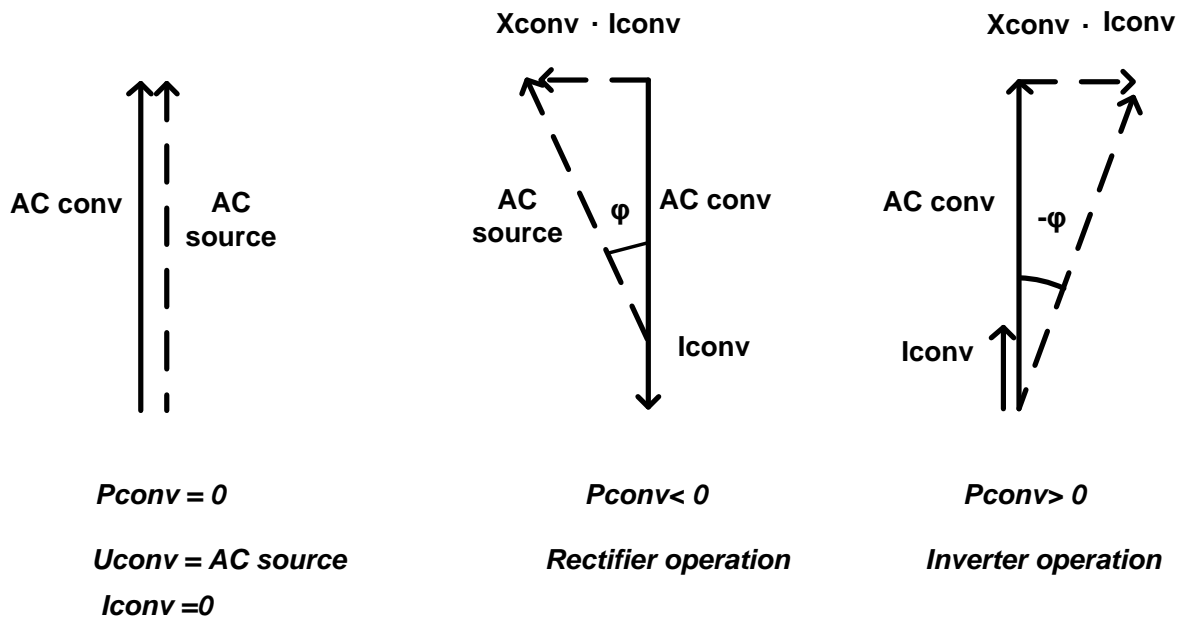 AC conv
AC
source
Pconv = 0
Uconv = AC source
Iconv =0
Xconv · Iconv
AC
source
φ
AC conv
Iconv
Pconv< 0
Rectifier operation
Xconv · Iconv
AC conv
-φ
Iconv
Pconv> 0
Inverter operation